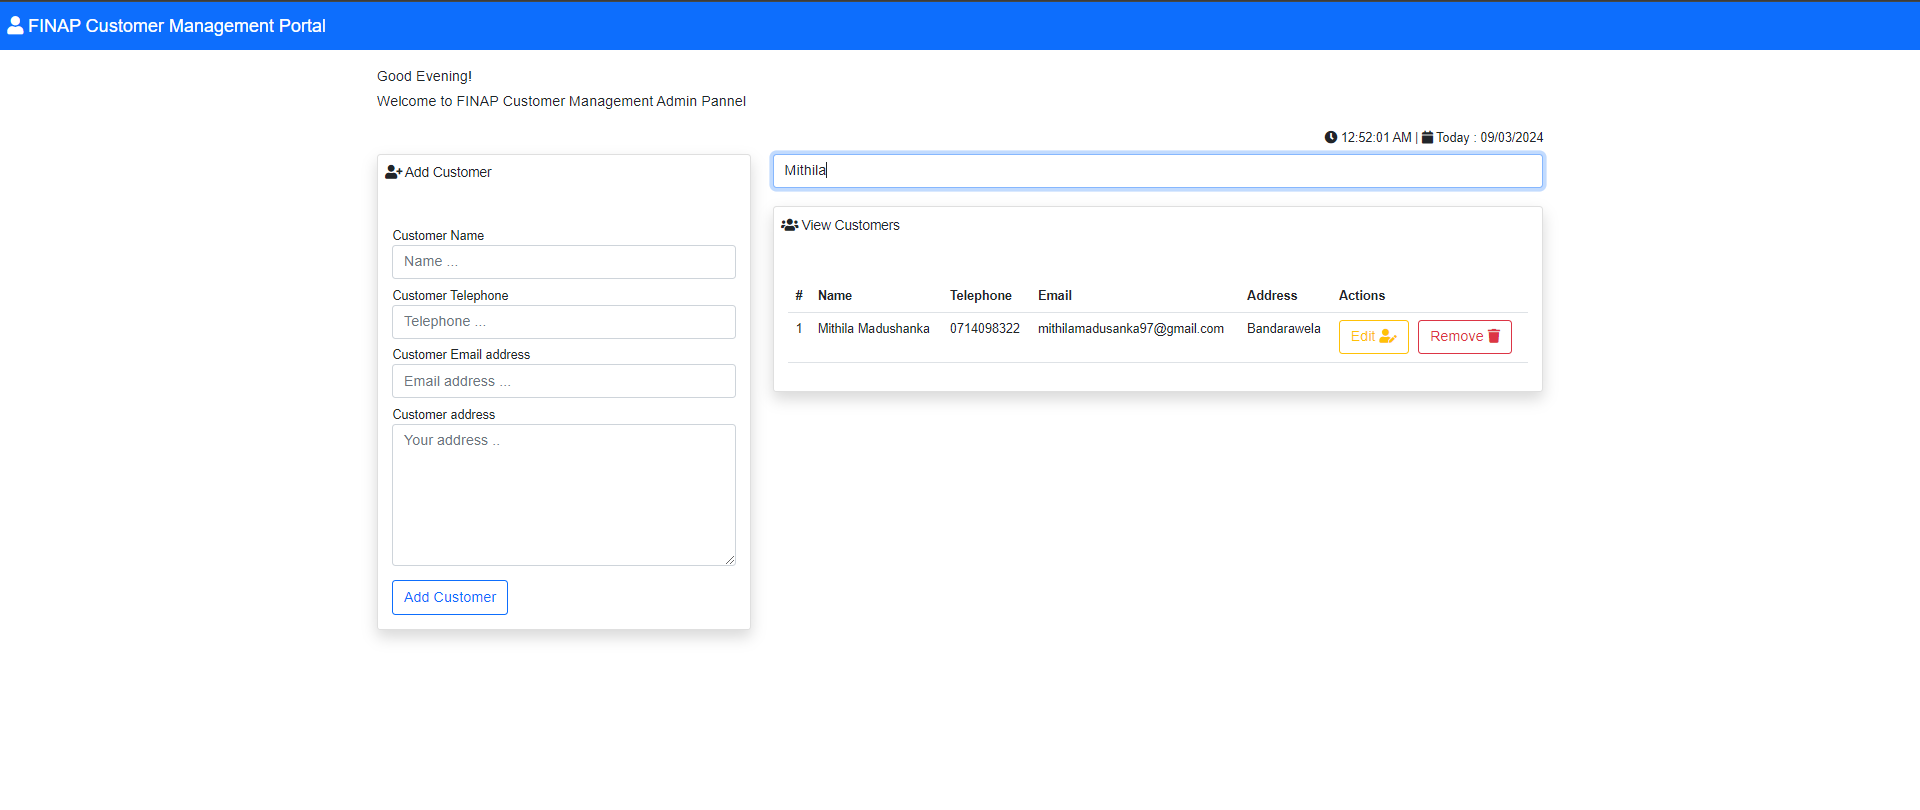 FINAP Customer Management Portal
Good Evening!
Welcome to FINAP Customer Management Admin Pannel
12:52:01 AM | Today : 09/03/2024
Add Customer
Customer Name
Name ...
Customer Telephone
Telephone ...
Customer Email address
Email address ...
Customer address
Your address ..
Add Customer
Mithila
View Customers
# Name Telephone Email Address Actions
1 Mithila Madushanka 0714098322 mithilamadusanka97@gmail.com Bandarawela Edit Remove